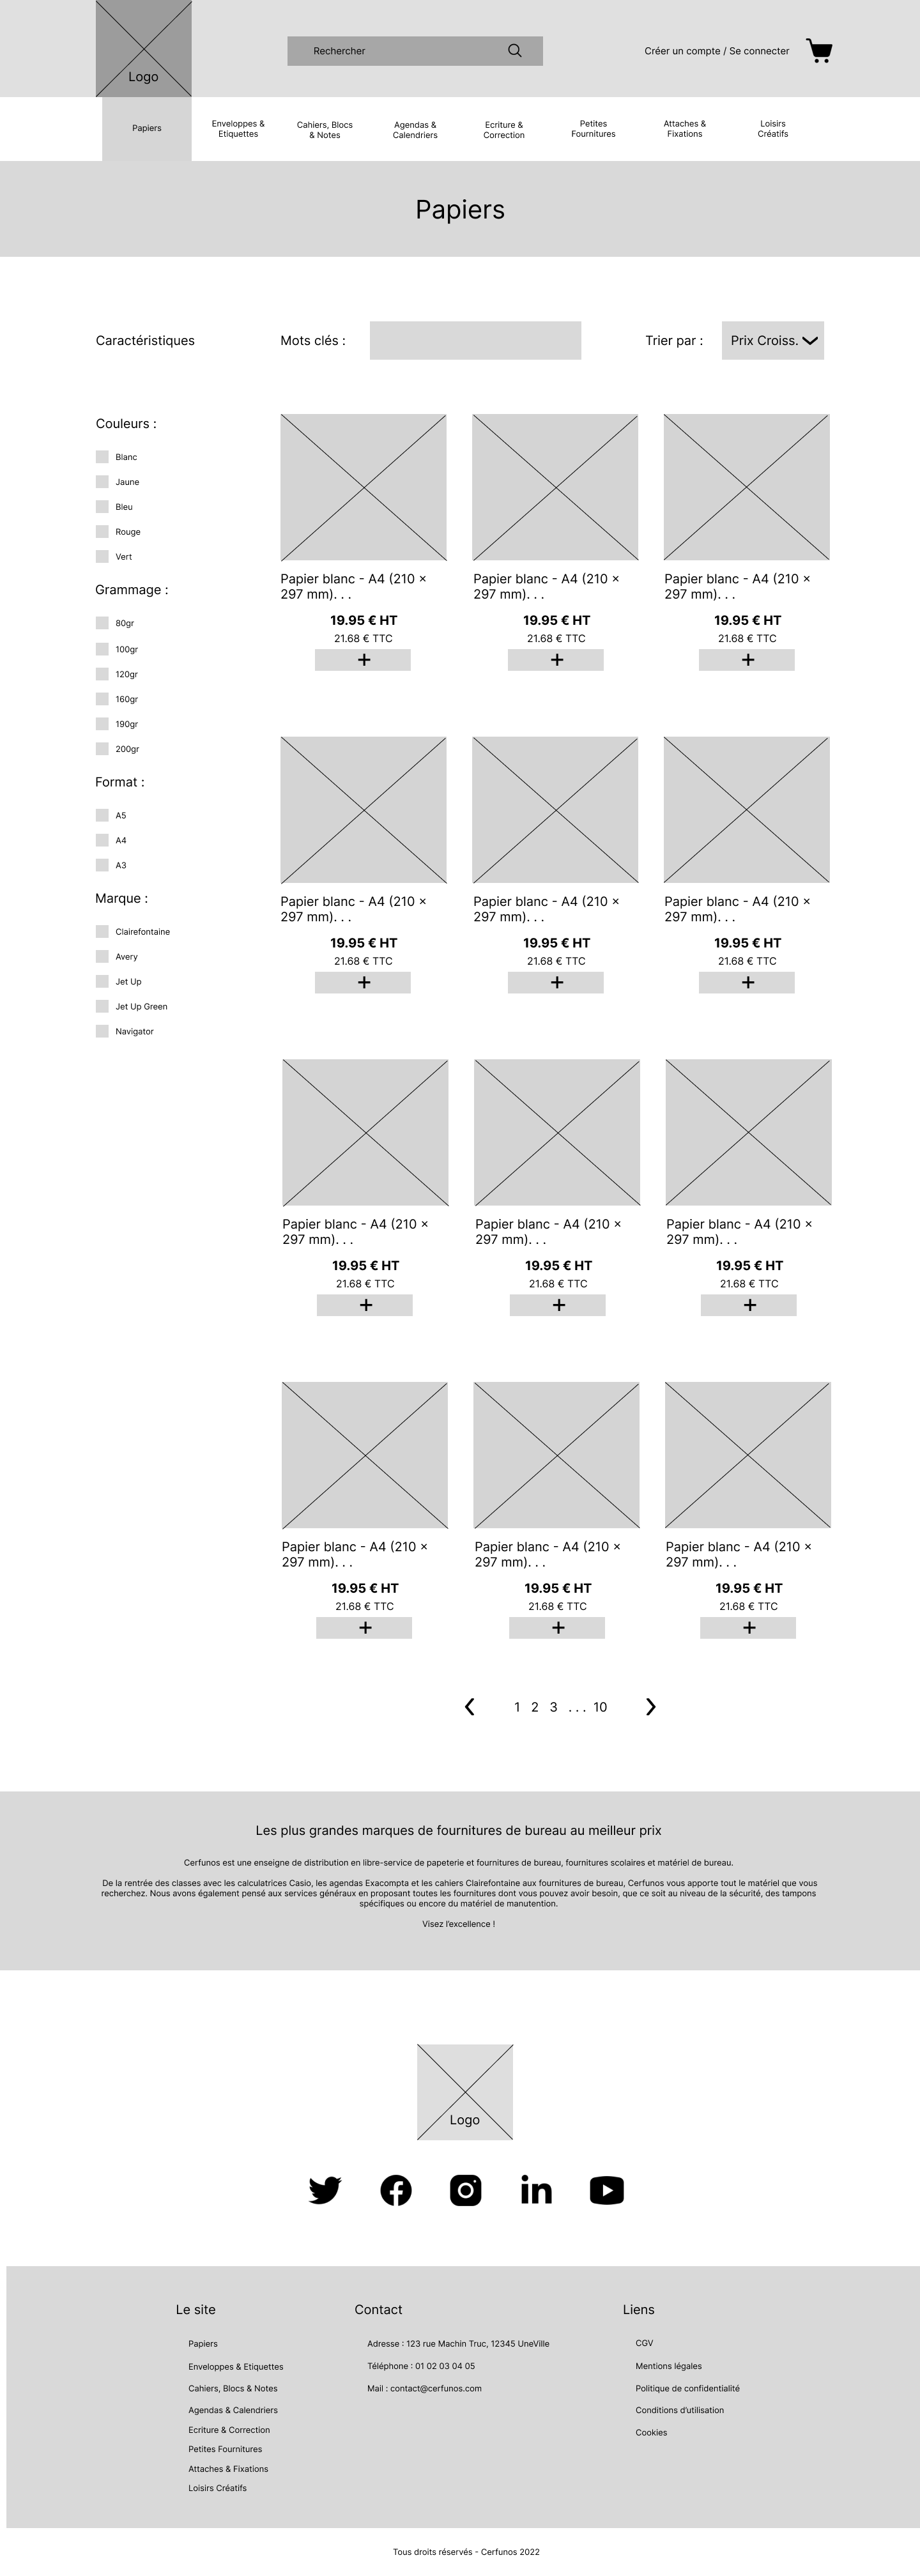 Logo
Rechercher
Créer un compte / Se connecter
Papiers
Enveloppes &
Etiquettes
Cahiers, Blocs
& Notes
Agendas &
Calendriers
Ecriture &
Correction
Petites
Fournitures
Attaches &
Fixations
Loisirs
Créatifs
Papiers
Caractéristiques
Mots clés :
Trier par :
Prix Croiss.
Couleurs :
Blanc
Jaune
Bleu
Rouge
Vert
Grammage :
80gr
100gr
120gr
160gr
190gr
200gr
Format :
A5
A4
A3
Marque :
Clairefontaine
Avery
Jet Up
Jet Up Green
Navigator
Papier blanc - A4 (210 ×
297 mm). . .
19.95 € HT
21.68 € TTC
+
Papier blanc - A4 (210 ×
297 mm). . .
19.95 € HT
21.68 € TTC
+
Papier blanc - A4 (210 ×
297 mm). . .
19.95 € HT
21.68 € TTC
+
Papier blanc - A4 (210 ×
297 mm). . .
19.95 € HT
21.68 € TTC
+
Papier blanc - A4 (210 ×
297 mm). . .
19.95 € HT
21.68 € TTC
+
Papier blanc - A4 (210 ×
297 mm). . .
19.95 € HT
21.68 € TTC
+
Papier blanc - A4 (210 ×
297 mm). . .
19.95 € HT
21.68 € TTC
+
Papier blanc - A4 (210 ×
297 mm). . .
19.95 € HT
21.68 € TTC
+
Papier blanc - A4 (210 ×
297 mm). . .
19.95 € HT
21.68 € TTC
+
Papier blanc - A4 (210 ×
297 mm). . .
19.95 € HT
21.68 € TTC
+
Papier blanc - A4 (210 ×
297 mm). . .
19.95 € HT
21.68 € TTC
+
Papier blanc - A4 (210 ×
297 mm). . .
19.95 € HT
21.68 € TTC
+
1 2 3 . . . 10
Les plus grandes marques de fournitures de bureau au meilleur prix
Cerfunos est une enseigne de distribution en libre-service de papeterie et fournitures de bureau, fournitures scolaires et matériel de bureau.
De la rentrée des classes avec les calculatrices Casio, les agendas Exacompta et les cahiers Clairefontaine aux fournitures de bureau, Cerfunos vous apporte tout le matériel que vous
recherchez. Nous avons également pensé aux services généraux en proposant toutes les fournitures dont vous pouvez avoir besoin, que ce soit au niveau de la sécurité, des tampons
spécifiques ou encore du matériel de manutention.
Visez l'excellence !
Logo
Le site
Papiers
Enveloppes & Etiquettes
Cahiers, Blocs & Notes
Agendas & Calendriers
Ecriture & Correction
Petites Fournitures
Attaches & Fixations
Loisirs Créatifs
Contact
Adresse : 123 rue Machin Truc, 12345 UneVille
Téléphone : 01 02 03 04 05
Mail : contact@cerfunos.com
Liens
CGV
Mentions légales
Politique de confidentialité
Conditions d'utilisation
Cookies
Tous droits réservés - Cerfunos 2022